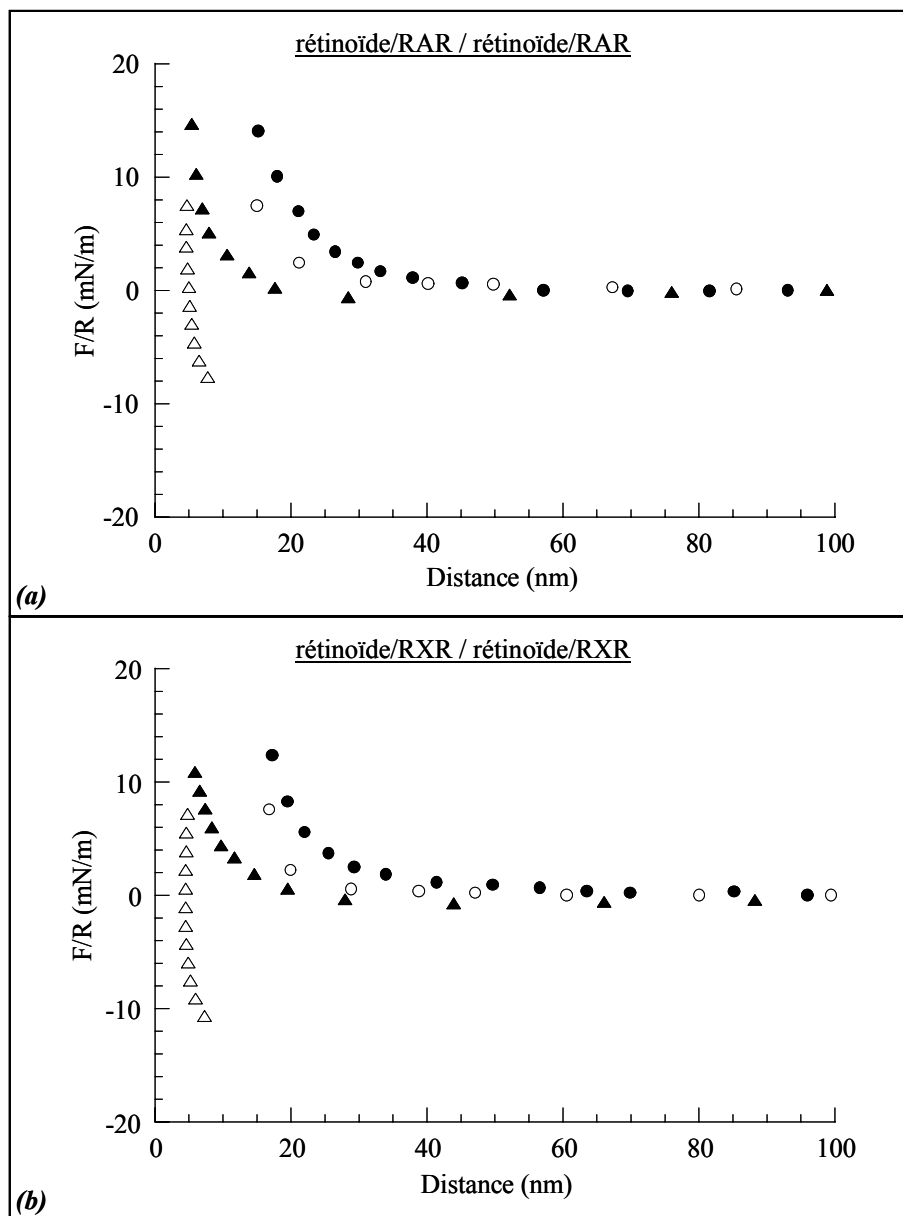 rétinoïde/RAR / rétinoïde/RAR
20
10
0
-10
-20
F/R (mN/m)
0 20 40 60 80 100
Distance (nm)
(a)
rétinoïde/RXR / rétinoïde/RXR
20
10
0
-10
-20
F/R (mN/m)
0 20 40 60 80 100
Distance (nm)
(b)